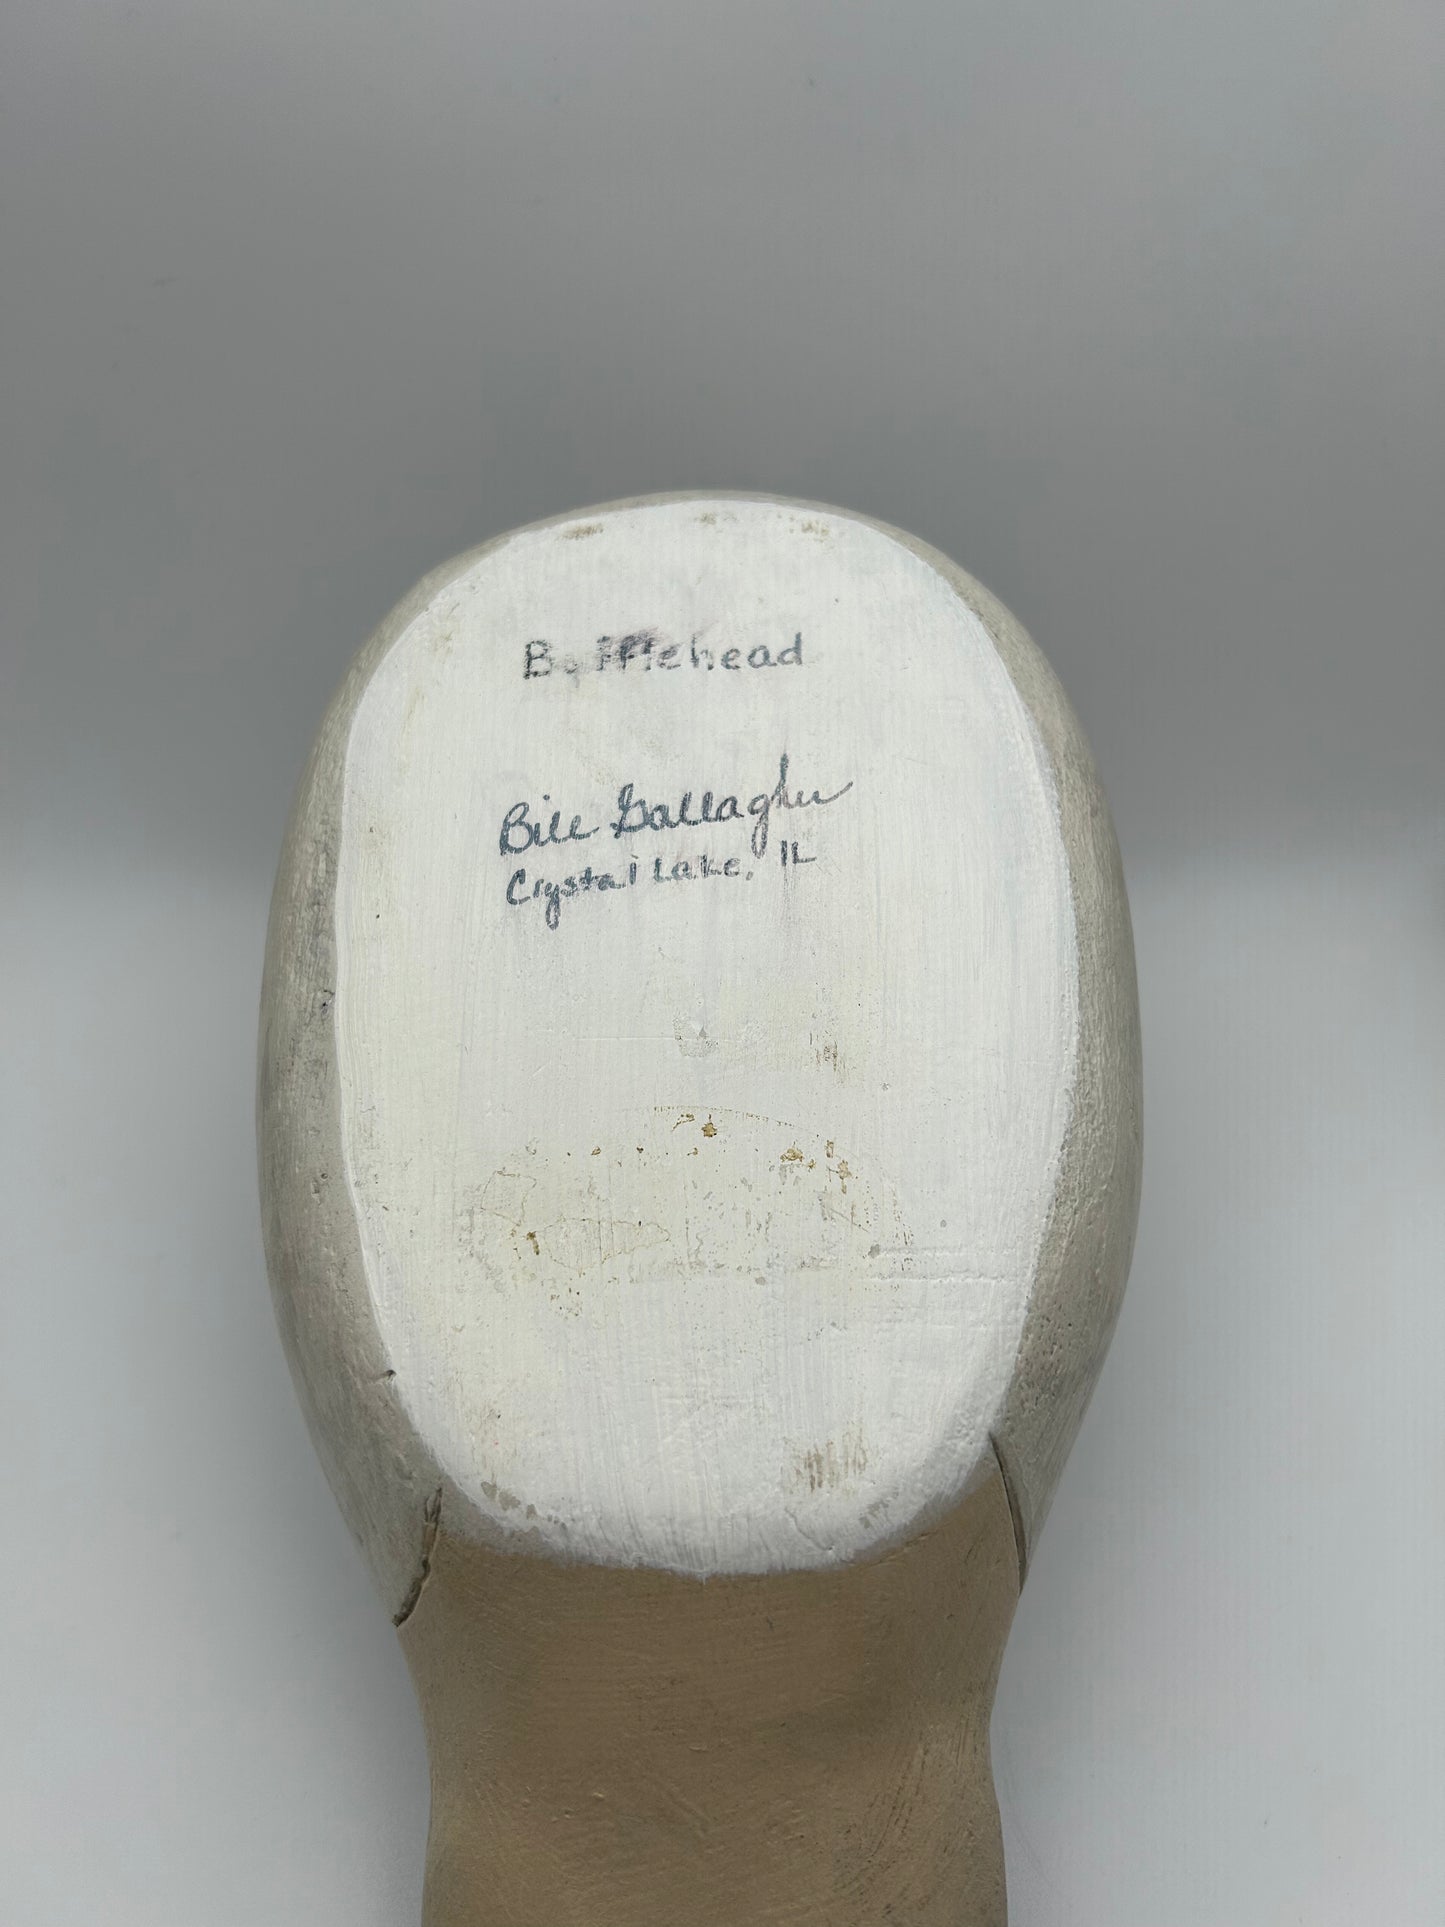 Bufflehead
Bill Gallagher
Crystal Lake, IL